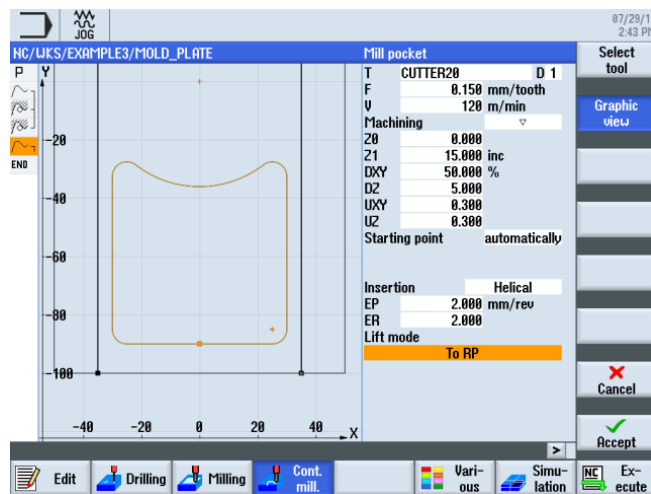 JOG
07/29/1
2:43 PM
NC/WKS/EXAMPLE3/MOLD_PLATE
Mill pocket
Select tool
P
Y
T CUTTER20 D 1
F 0.150 mm/tooth
V 120 m/min
Graphic view
Machining ▽
Z0 0.000
Z1 15.000 inc
DXY 50.000 %
DZ 5.000
UXY 0.300
UZ 0.300
Starting point automatically
END
-20
-40
-60
-80
-100
Insertion Helical
EP 2.000 mm/rev
ER 2.000
Lift mode
To RP
Cancel
-40 -20 0 20 40 X
Accept
>
Edit Drilling Milling Cont. mill. Vari- ous Simu- lation NC Ex- ecute